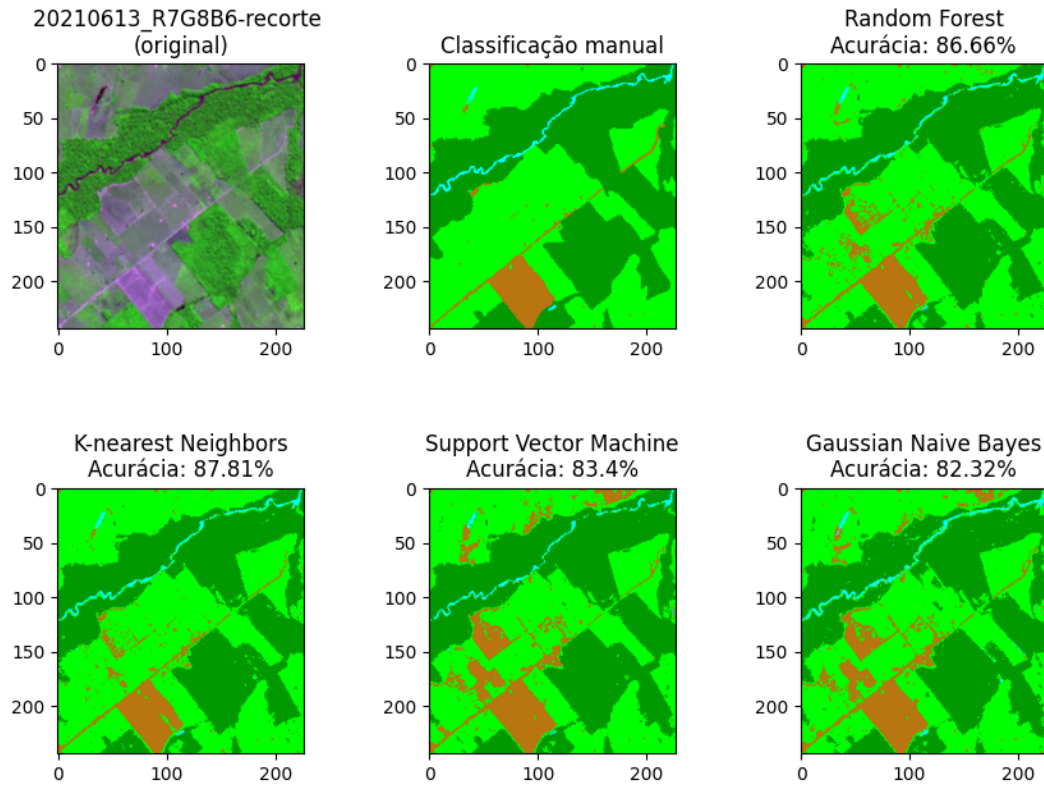 20210613_R7G8B6-recorte
(original)
Classificação manual
Random Forest
Acurácia: 86.66%
0
50
100
150
200
0 100 200
0
50
100
150
200
0 100 200
0
50
100
150
200
0 100 200
K-nearest Neighbors
Acurácia: 87.81%
Support Vector Machine
Acurácia: 83.4%
Gaussian Naive Bayes
Acurácia: 82.32%
0
50
100
150
200
0 100 200
0
50
100
150
200
0 100 200
0
50
100
150
200
0 100 200